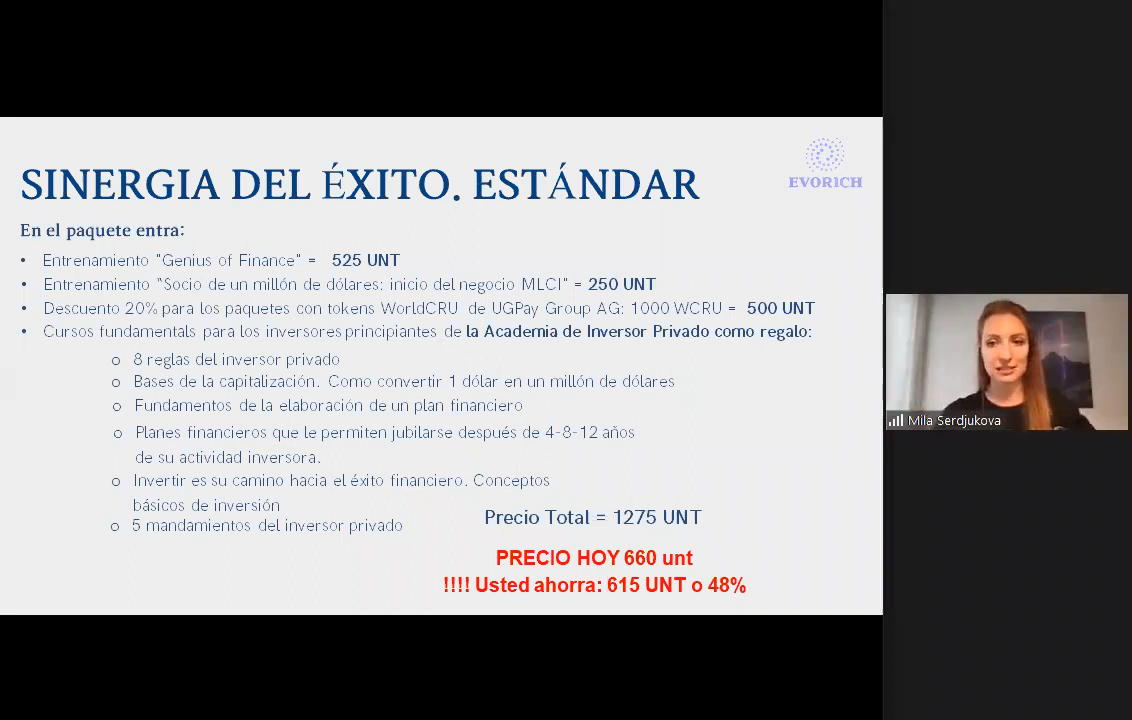 EVORICH
SINERGIA DEL ÉXITO. ESTÁNDAR
En el paquete entra:
• Entrenamiento "Genius of Finance" = 525 UNT
• Entrenamiento “Socio de un millón de dólares: inicio del negocio MLCI" = 250 UNT
• Descuento 20% para los paquetes con tokens WorldCRU de UGPay Group AG: 1000 WCRU = 500 UNT
• Cursos fundamentals para los inversores principiantes de la Academia de Inversor Privado como regalo:
o 8 reglas del inversor privado
o Bases de la capitalización. Como convertir 1 dólar en un millón de dólares
o Fundamentos de la elaboración de un plan financiero
o Planes financieros que le permiten jubilarse después de 4-8-12 años
de su actividad inversora.
o Invertir es su camino hacia el éxito financiero. Conceptos
básicos de inversión
o 5 mandamientos del inversor privado
Precio Total = 1275 UNT
PRECIO HOY 660 unt
!!!! Usted ahorra: 615 UNT o 48%
Mila Serdjukova